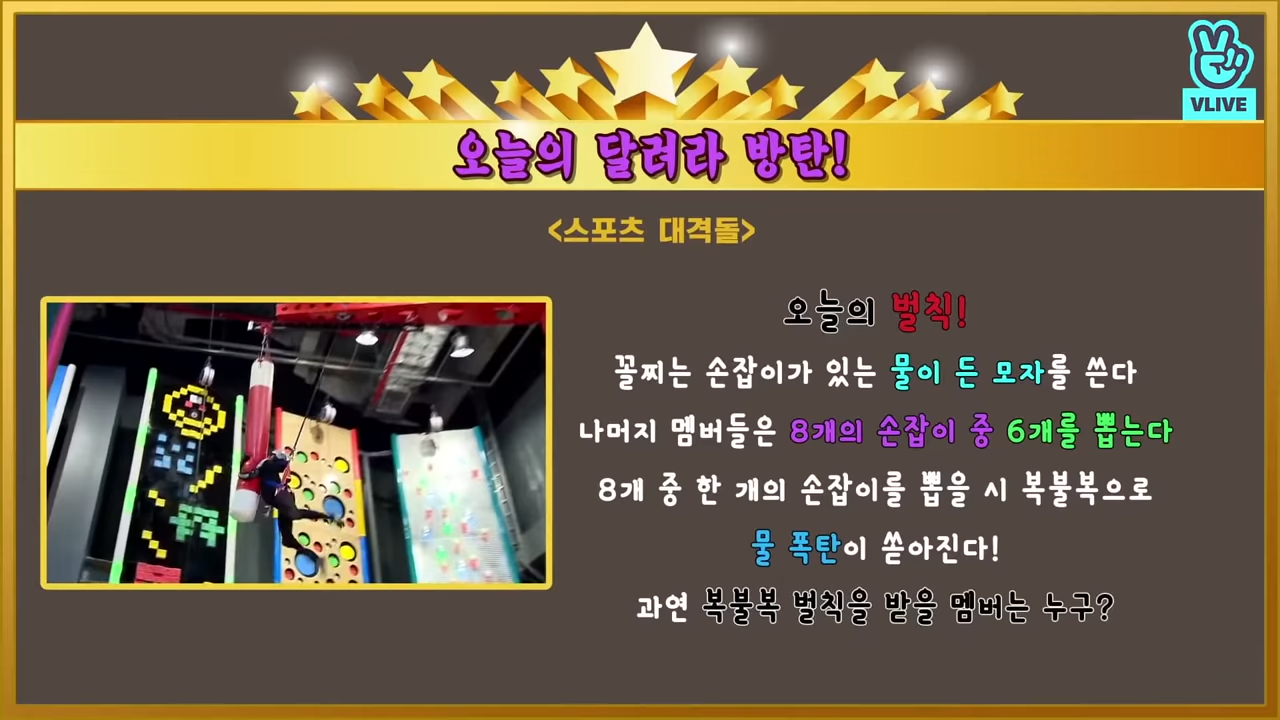 VLIVE
오늘의 달려라 방탄!
<스포츠 대격돌>
오늘의 벌칙!
꼴찌는 손잡이가 있는 물이 든 모자를 쓴다
나머지 멤버들은 8개의 손잡이 중 6개를 뽑는다
8개 중 한 개의 손잡이를 뽑을 시 복불복으로
물 폭탄이 쏟아진다!
과연 복불복 벌칙을 받을 멤버는 누구?